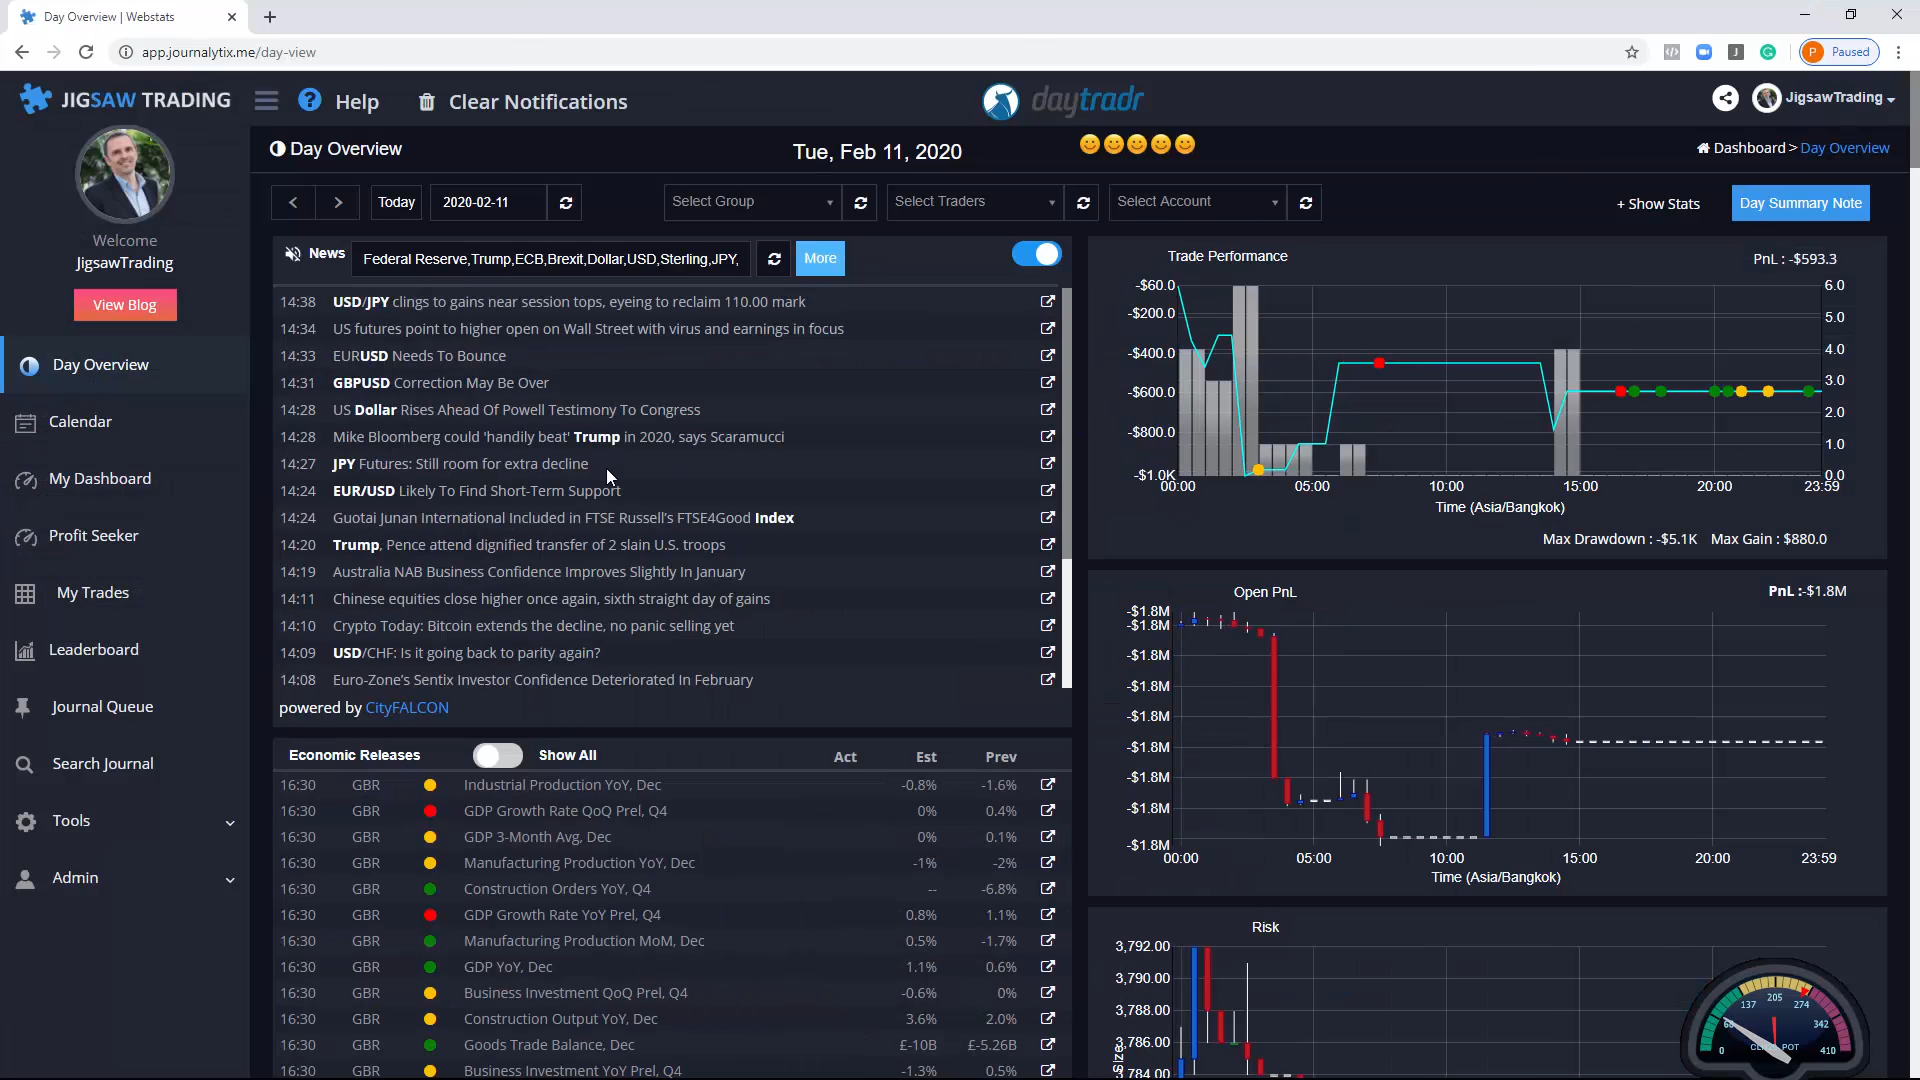 Day Overview | Webstats
app.journalytix.me/day-view
P Paused
JIGSAW TRADING
Help
Clear Notifications
daytradr
JigsawTrading
Welcome
JigsawTrading
View Blog
Day Overview
Calendar
My Dashboard
Profit Seeker
My Trades
Leaderboard
Journal Queue
Search Journal
Tools
Admin
Day Overview
Tue, Feb 11, 2020
Dashboard > Day Overview
Today
2020-02-11
Select Group
Select Traders
Select Account
+ Show Stats
Day Summary Note
News
Federal Reserve,Trump,ECB,Brexit,Dollar,USD,Sterling,JPY,
More
14:38 USD/JPY clings to gains near session tops, eyeing to reclaim 110.00 mark
14:34 US futures point to higher open on Wall Street with virus and earnings in focus
14:33 EURUSD Needs To Bounce
14:31 GBPUSD Correction May Be Over
14:28 US Dollar Rises Ahead Of Powell Testimony To Congress
14:28 Mike Bloomberg could 'handily beat' Trump in 2020, says Scaramucci
14:27 JPY Futures: Still room for extra decline
14:24 EUR/USD Likely To Find Short-Term Support
14:24 Guotai Junan International Included in FTSE Russell's FTSE4Good Index
14:20 Trump, Pence attend dignified transfer of 2 slain U.S. troops
14:19 Australia NAB Business Confidence Improves Slightly In January
14:11 Chinese equities close higher once again, sixth straight day of gains
14:10 Crypto Today: Bitcoin extends the decline, no panic selling yet
14:09 USD/CHF: Is it going back to parity again?
14:08 Euro-Zone's Sentix Investor Confidence Deteriorated In February
powered by CityFALCON
Economic Releases Show All Act Est Prev
16:30 GBR Industrial Production YoY, Dec -0.8% -1.6%
16:30 GBR GDP Growth Rate QoQ Prel, Q4 0% 0.4%
16:30 GBR GDP 3-Month Avg, Dec 0% 0.1%
16:30 GBR Manufacturing Production YoY, Dec -1% -2%
16:30 GBR Construction Orders YoY, Q4 -- -6.8%
16:30 GBR GDP Growth Rate YoY Prel, Q4 0.8% 1.1%
16:30 GBR Manufacturing Production MoM, Dec 0.5% -1.7%
16:30 GBR GDP YoY, Dec 1.1% 0.6%
16:30 GBR Business Investment QoQ Prel, Q4 -0.6% 0%
16:30 GBR Construction Output YoY, Dec 3.6% 2.0%
16:30 GBR Goods Trade Balance, Dec £-10B £-5.26B
16:30 GBR Business Investment YoY Prel, Q4 -1.3% 0.5%
Trade Performance
PnL : -$593.3
-$60.0 6.0
-$200.0 5.0
-$400.0 4.0
3.0
-$600.0
2.0
-$800.0
1.0
-$1.0K 0.0
00:00 05:00 10:00 15:00 20:00 23:59
Time (Asia/Bangkok)
Max Drawdown : -$5.1K Max Gain : $880.0
Open PnL
PnL :-$1.8M
-$1.8M
-$1.8M
-$1.8M
-$1.8M
-$1.8M
-$1.8M
-$1.8M
-$1.8M
-$1.8M
00:00 05:00 10:00 15:00 20:00 23:59
Time (Asia/Bangkok)
Risk
3,792.00
3,790.00
3,788.00
3,786.00
3,784.00
Size
0 68 137 205 274 342 410